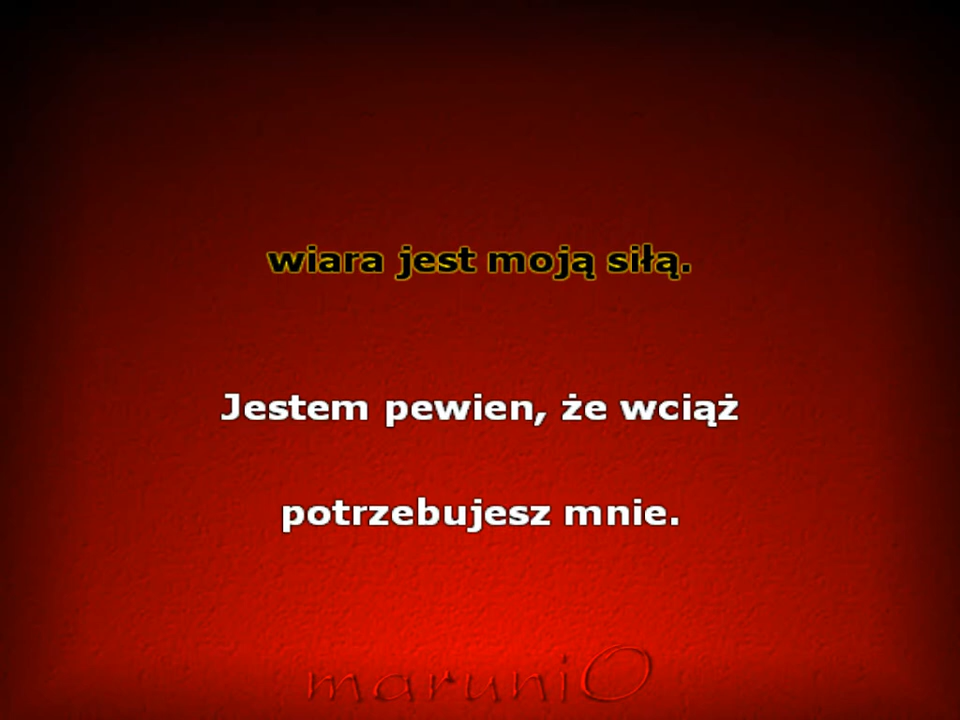 wiara jest moją siłą.
Jestem pewien, że wciąż
potrzebujesz mnie.
maruniO